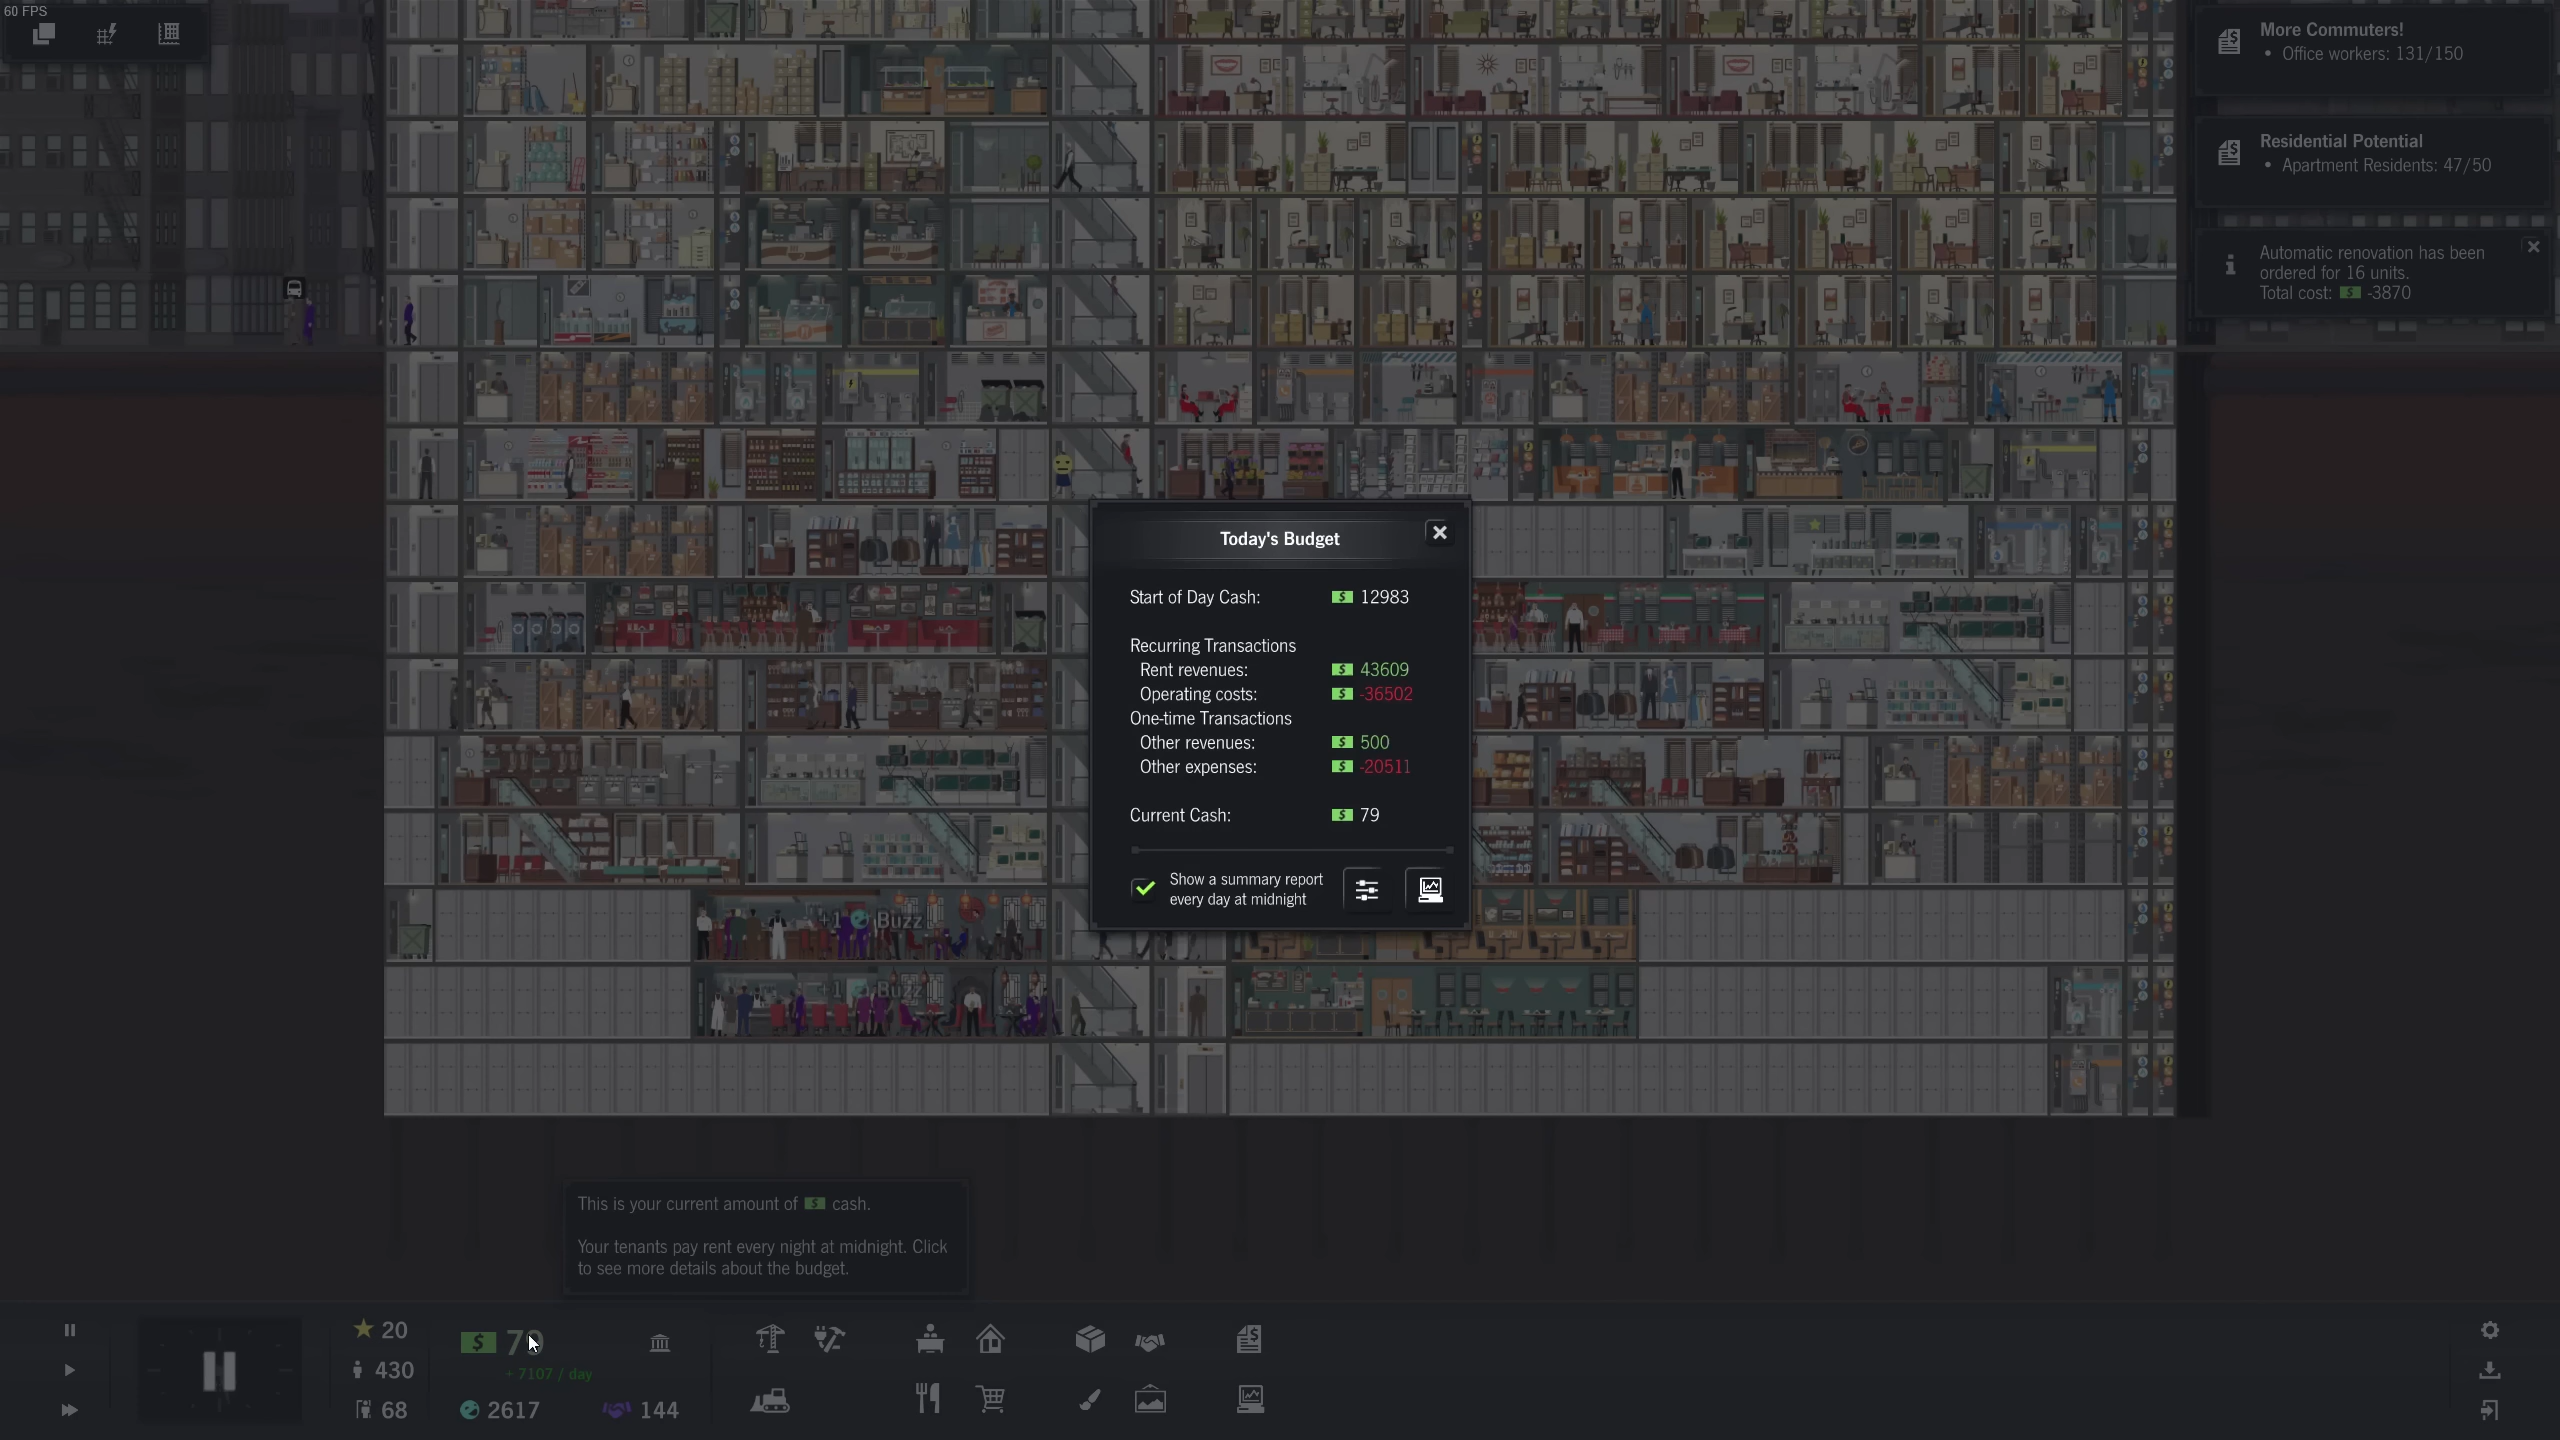 60 FPS
More Commuters!
• Office workers: 131/150
Residential Potential
• Apartment Residents: 47/50
Automatic renovation has been
ordered for 16 units.
Total cost: $ -3870
Today's Budget
Start of Day Cash: $ 12983
Recurring Transactions
Rent revenues: $ 43609
Operating costs: $ -36502
One-time Transactions
Other revenues: $ 500
Other expenses: $ -20511
Current Cash: $ 79
Show a summary report
every day at midnight
+1 Buzz
+1 Buzz
This is your current amount of $ cash.
Your tenants pay rent every night at midnight. Click
to see more details about the budget.
20
430
68
$ 79
+ 7107 / day
2617
144